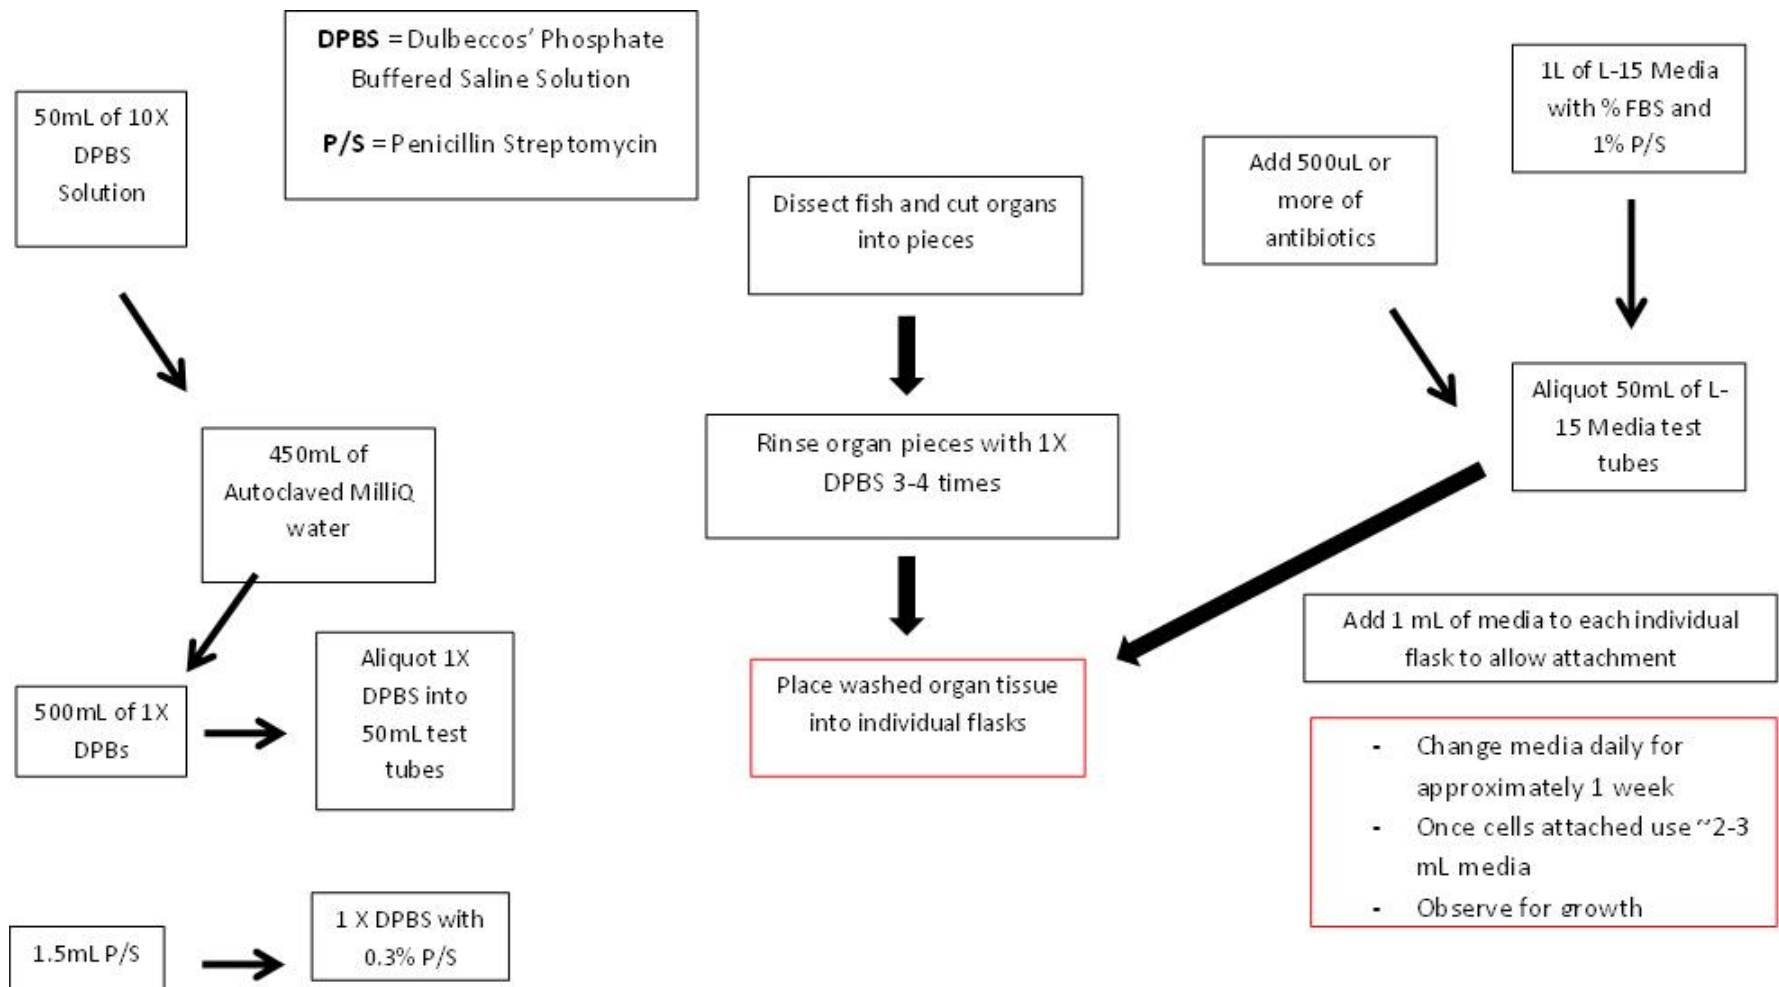 DPBS = Dulbeccos' Phosphate
Buffered Saline Solution
P/S = Penicillin Streptomycin
50mL of 10X
DPBS
Solution
450mL of
Autoclaved MilliQ
water
500mL of 1X
DPBs
Aliquot 1X
DPBS into
50mL test
tubes
1.5mL P/S
1 X DPBS with
0.3% P/S
Dissect fish and cut organs
into pieces
Rinse organ pieces with 1X
DPBS 3-4 times
Place washed organ tissue
into individual flasks
Add 500uL or
more of
antibiotics
1L of L-15 Media
with % FBS and
1% P/S
Aliquot 50mL of L-
15 Media test
tubes
Add 1 mL of media to each individual
flask to allow attachment
- Change media daily for
approximately 1 week
- Once cells attached use ~2-3
mL media
- Observe for growth